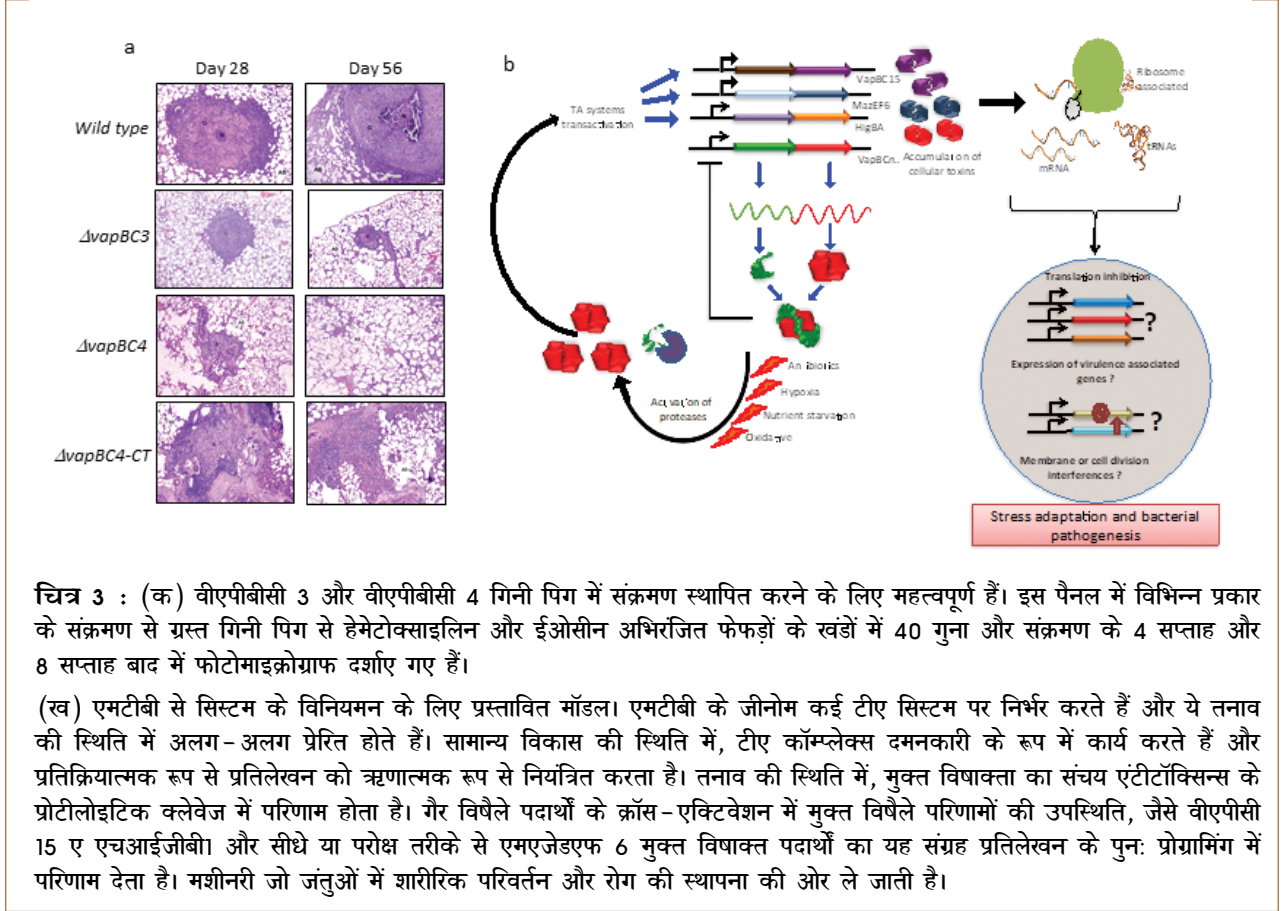 a
Day 28
Day 56
Wild type
ΔvapBC3
ΔvapBC4
ΔvapBC4-CT
b
TA systems
transactivation
VapBC15
MazEF6
HigBA
VapBCn..
Accumulation of
cellular toxins
Ribosome
associated
mRNA
tRNAs
Antibiotics
Hypoxia
Nutrient starvation
Oxidative
Activation of
proteases
Translation inhibition
?
Expression of virulence associated
genes ?
?
Membrane or cell division
interferences ?
Stress adaptation and bacterial
pathogenesis
चित्र 3 : (क) वीएपीबीसी 3 और वीएपीबीसी 4 गिनी पिग में संक्रमण स्थापित करने के लिए महत्वपूर्ण हैं। इस पैनल में विभिन्न प्रकार
के संक्रमण से ग्रस्त गिनी पिग से हेमेटोक्साइलिन और ईओसीन अभिरंजित फेफड़ों के खंडों में 40 गुना और संक्रमण के 4 सप्ताह और
8 सप्ताह बाद में फोटोमाइक्रोग्राफ दर्शाए गए हैं।
(ख) एमटीबी से सिस्टम के विनियमन के लिए प्रस्तावित मॉडल। एमटीबी के जीनोम कई टीए सिस्टम पर निर्भर करते हैं और ये तनाव
की स्थिति में अलग-अलग प्रेरित होते हैं। सामान्य विकास की स्थिति में, टीए कॉम्प्लेक्स दमनकारी के रूप में कार्य करते हैं और
प्रतिक्रियात्मक रूप से प्रतिलेखन को ऋणात्मक रूप से नियंत्रित करता है। तनाव की स्थिति में, मुक्त विषाक्ता का संचय एंटीटॉक्सिन्स के
प्रोटीलोइटिक क्लेवेज में परिणाम होता है। गैर विषैले पदार्थों के क्रॉस-एक्टिवेशन में मुक्त विषैले परिणामों की उपस्थिति, जैसे वीएपीसी
15 ए एचआईजीबी1 और सीधे या परोक्ष तरीके से एमएजेडएफ 6 मुक्त विषाक्त पदार्थों का यह संग्रह प्रतिलेखन के पुनः प्रोग्रामिंग में
परिणाम देता है। मशीनरी जो जंतुओं में शारीरिक परिवर्तन और रोग की स्थापना की ओर ले जाती है।